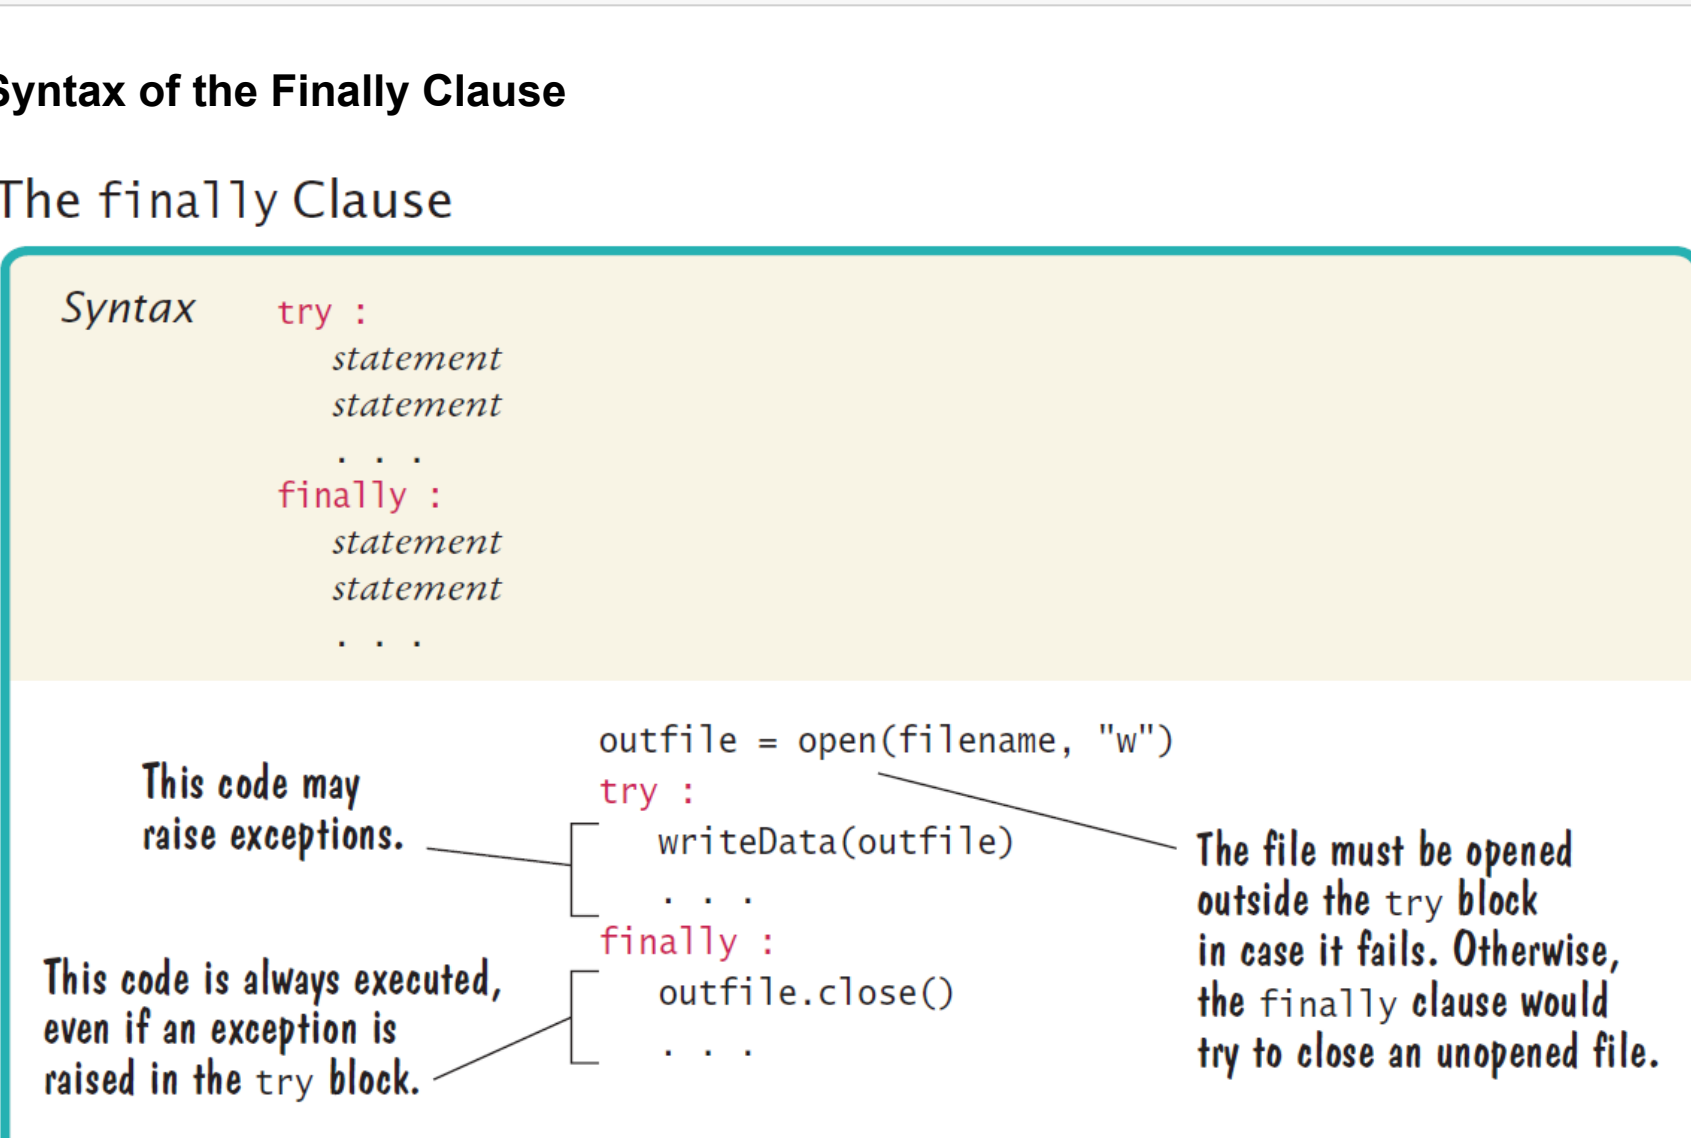 Syntax of the Finally Clause
The finally Clause
Syntax
try :
statement
statement
. . .
finally :
statement
statement
. . .
outfile = open(filename, "w")
try :
writeData(outfile)
. . .
finally :
outfile.close()
. . .
This code may
raise exceptions.
This code is always executed,
even if an exception is
raised in the try block.
The file must be opened
outside the try block
in case it fails. Otherwise,
the finally clause would
try to close an unopened file.